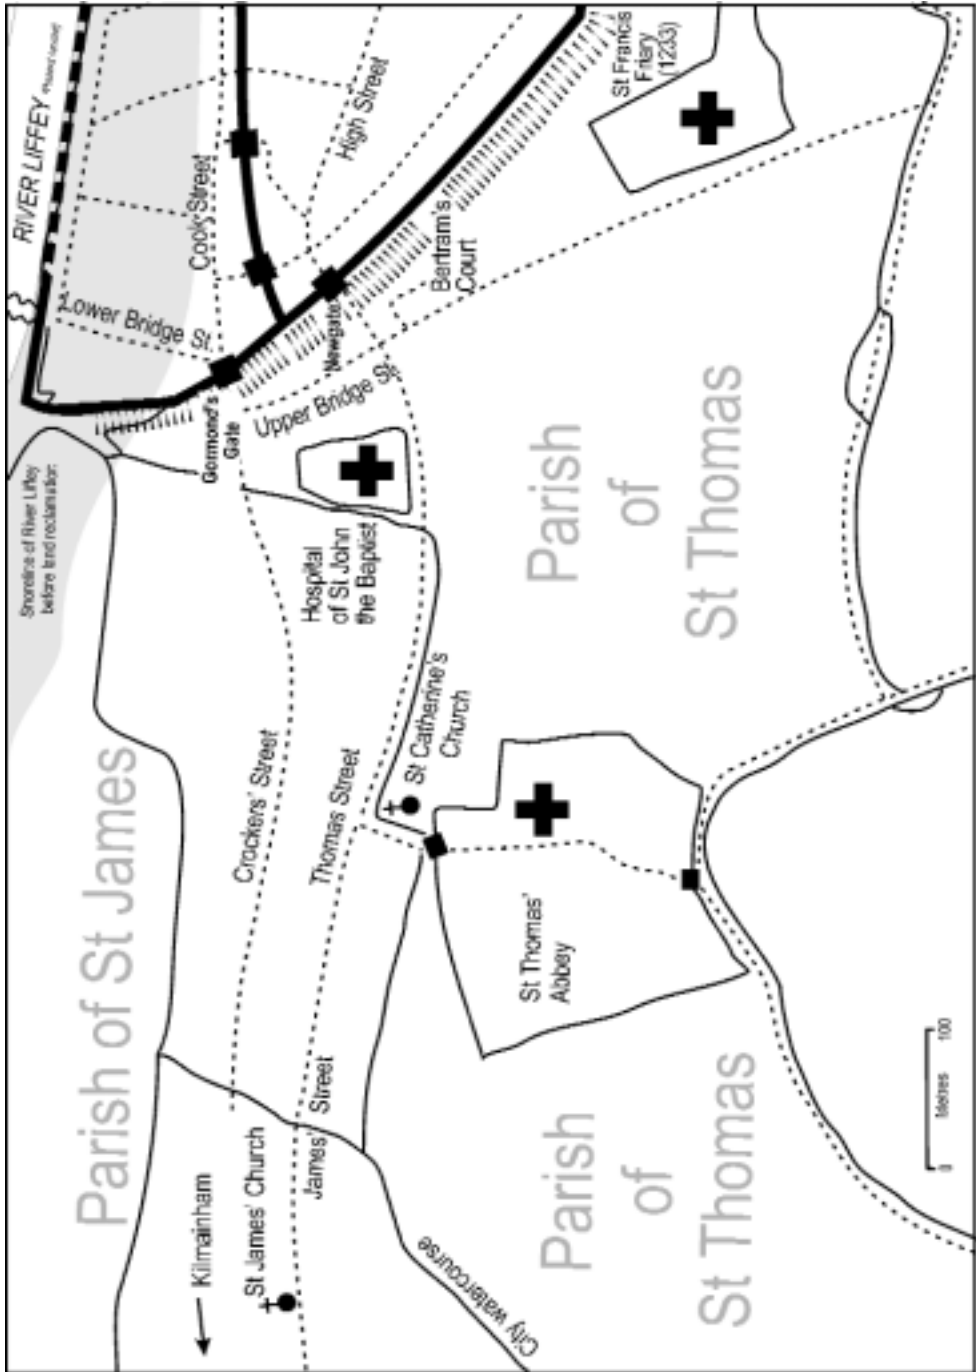 RIVER LIFFEY
Shoreline of River Liffey
before land reclamation
Lower Bridge St.
Cook Street
High Street
St Francis
Friary
(1233)
Gormond's
Gate
Newgate
Upper Bridge St.
Bertram's
Court
Hospital
of St John
the Baptist
Parish of St James
Crockers' Street
Thomas Street
St Catherine's
Church
Parish
of
St Thomas
St Thomas'
Abbey
Kilmainham
St James' Church
James' Street
City watercourse
Parish
of
St Thomas
0 Metres 100